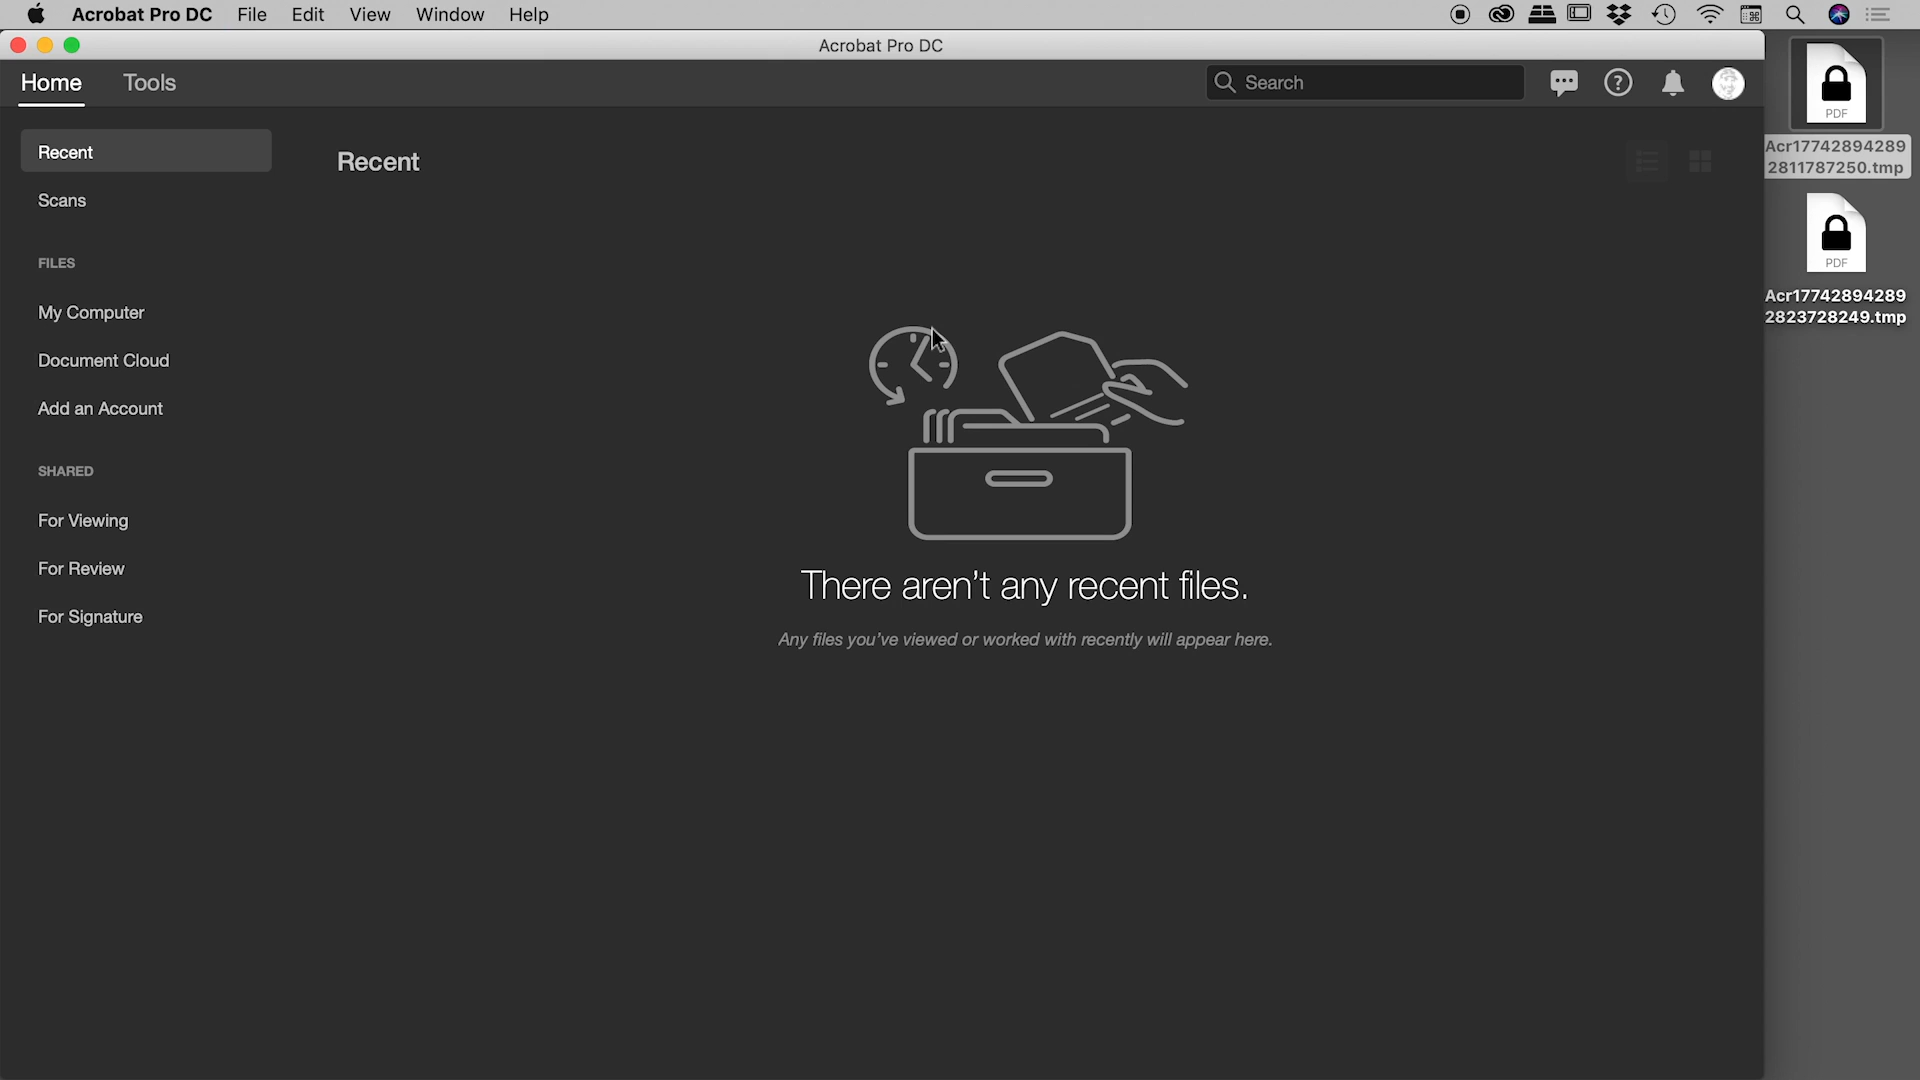 Acrobat Pro DC File Edit View Window Help
Acrobat Pro DC
Home Tools
Search
Recent
Scans
FILES
My Computer
Document Cloud
Add an Account
SHARED
For Viewing
For Review
For Signature
Recent
There aren't any recent files.
Any files you've viewed or worked with recently will appear here.
PDF
Acr17742894289
2811787250.tmp
PDF
Acr17742894289
2823728249.tmp